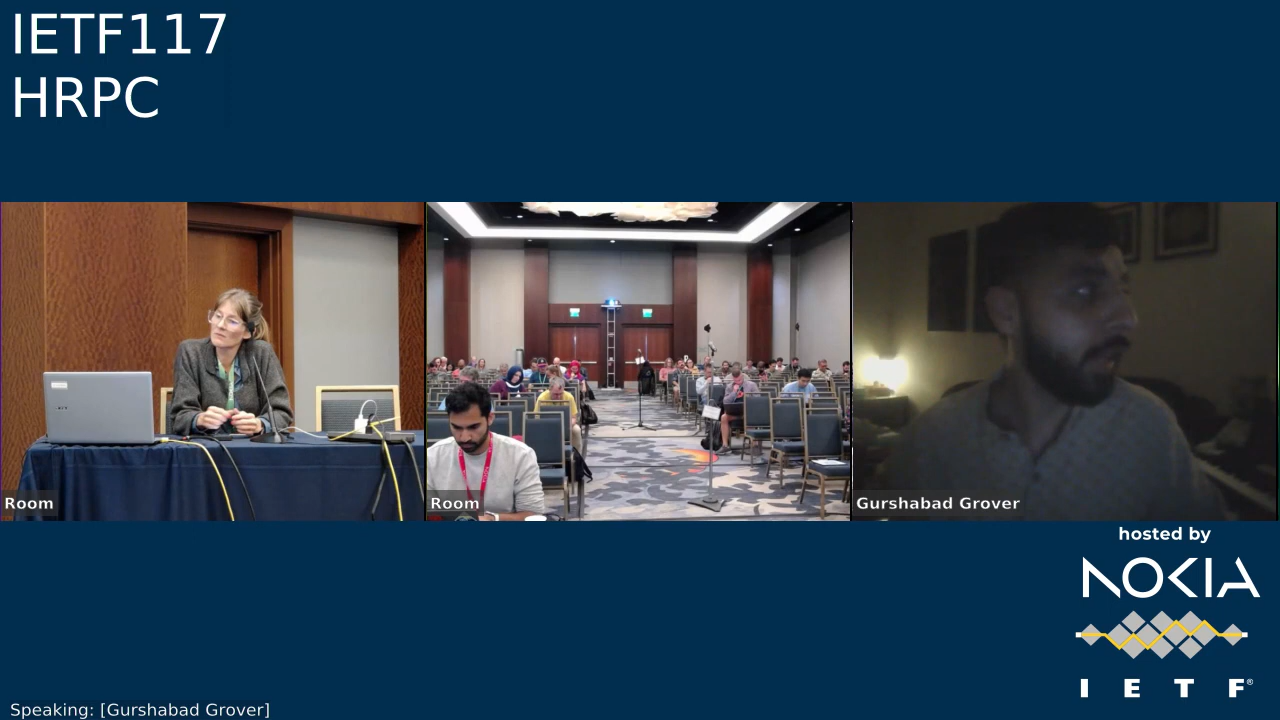 IETF117
HRPC
Room
Room
Gurshabad Grover
hosted by
NOKIA
I E T F®
Speaking: [Gurshabad Grover]